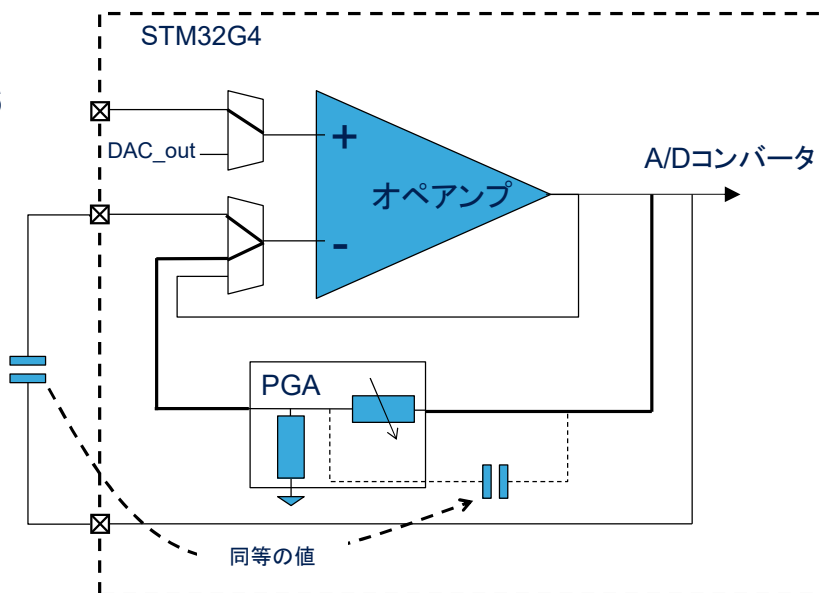 STM32G4
DAC_out
+
オペアンプ
-
A/Dコンバータ
PGA
同等の値